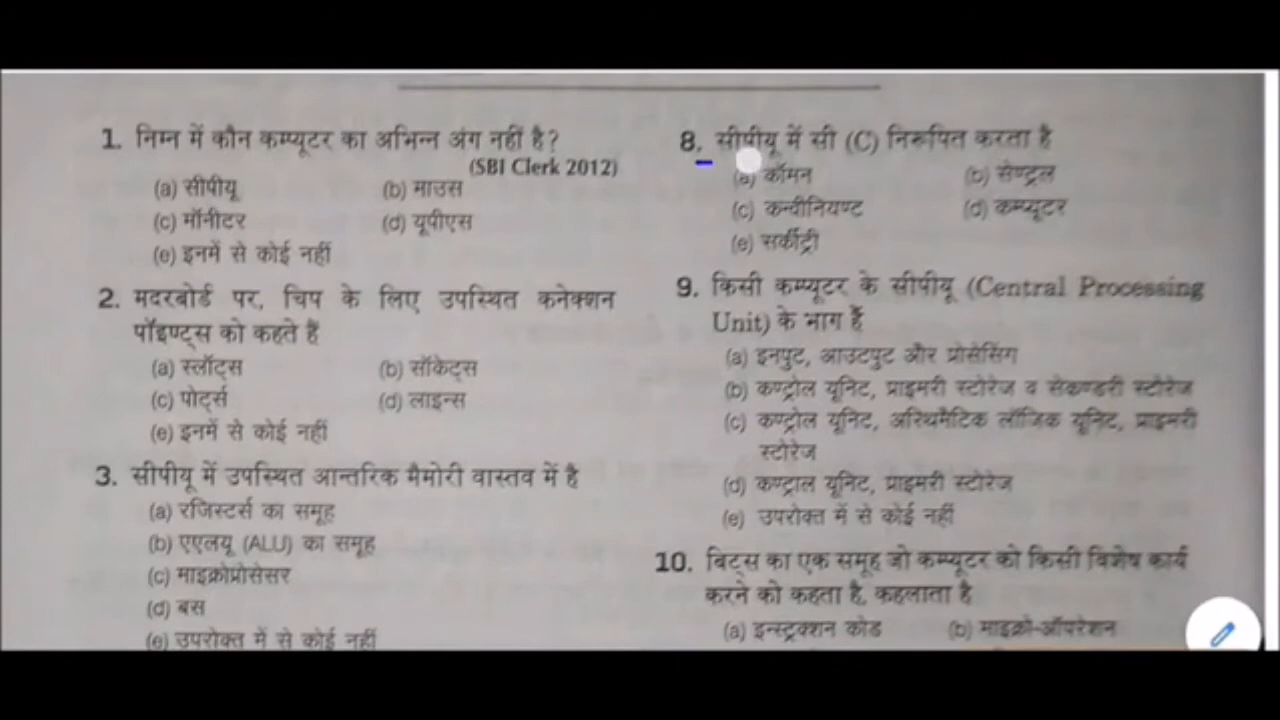 1. निम्न में कौन कम्प्यूटर का अभिन्न अंग नहीं है?
(SBI Clerk 2012)
(a) सीपीयू (b) माउस
(c) मॉनीटर (d) यूपीएस
(e) इनमें से कोई नहीं
2. मदरबोर्ड पर, चिप के लिए उपस्थित कनेक्शन
पॉइण्ट्स को कहते हैं
(a) स्लॉट्स (b) सॉकेट्स
(c) पोर्ट्स (d) लाइन्स
(e) इनमें से कोई नहीं
3. सीपीयू में उपस्थित आन्तरिक मैमोरी वास्तव में है
(a) रजिस्टर्स का समूह
(b) एएलयू (ALU) का समूह
(c) माइक्रोप्रोसेसर
(d) बस
(e) उपरोक्त में से कोई नहीं
8. सीपीयू में सी (C) निरूपित करता है
(a) कॉमन (b) सेण्ट्रल
(c) कन्वीनियण्ट (d) कम्प्यूटर
(e) सर्कीट्री
9. किसी कम्प्यूटर के सीपीयू (Central Processing
Unit) के भाग हैं
(a) इनपुट, आउटपुट और प्रोसेसिंग
(b) कण्ट्रोल यूनिट, प्राइमरी स्टोरेज व सेकण्डरी स्टोरेज
(c) कण्ट्रोल यूनिट, अरिथमैटिक लॉजिक यूनिट, प्राइमरी
स्टोरेज
(d) कण्ट्राल यूनिट, प्राइमरी स्टोरेज
(e) उपरोक्त में से कोई नहीं
10. बिट्स का एक समूह जो कम्प्यूटर को किसी विशेष कार्य
करने को कहता है, कहलाता है
(a) इन्स्ट्रक्शन कोड (b) माइक्रो-ऑपरेशन